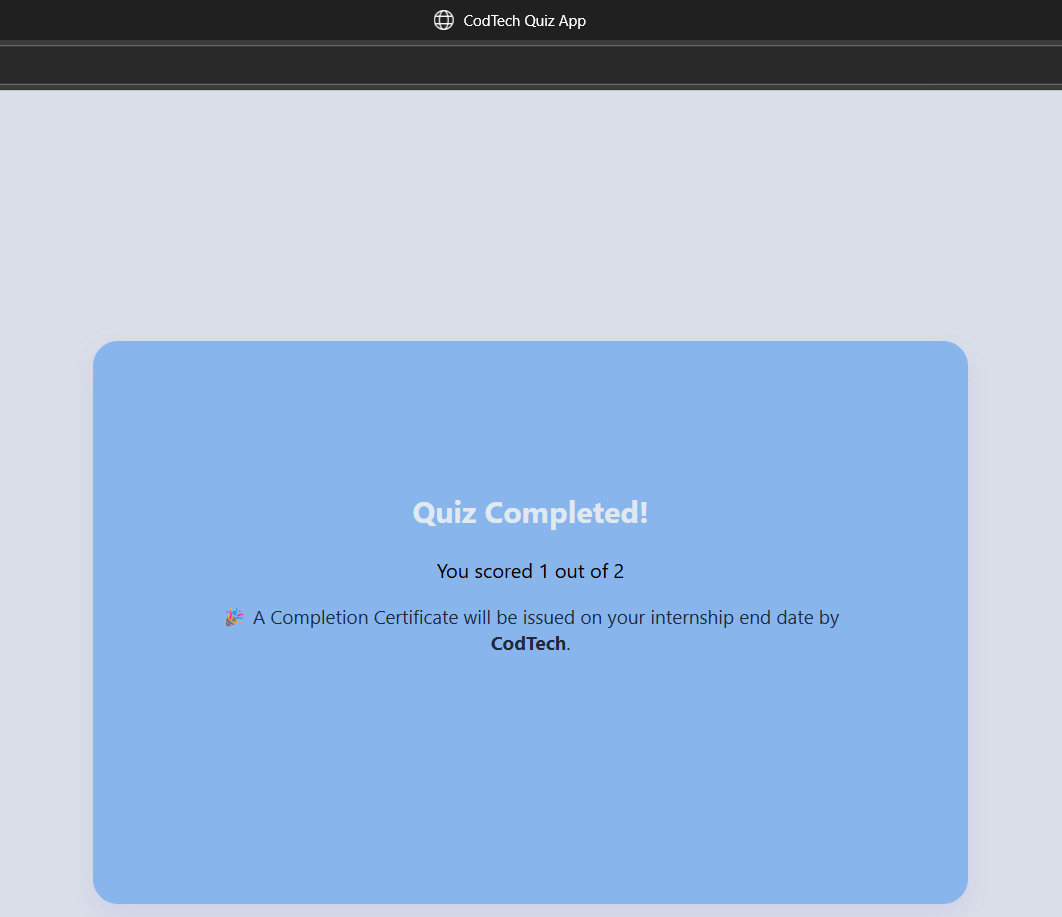 CodTech Quiz App
Quiz Completed!
You scored 1 out of 2
🎉 A Completion Certificate will be issued on your internship end date by
CodTech.